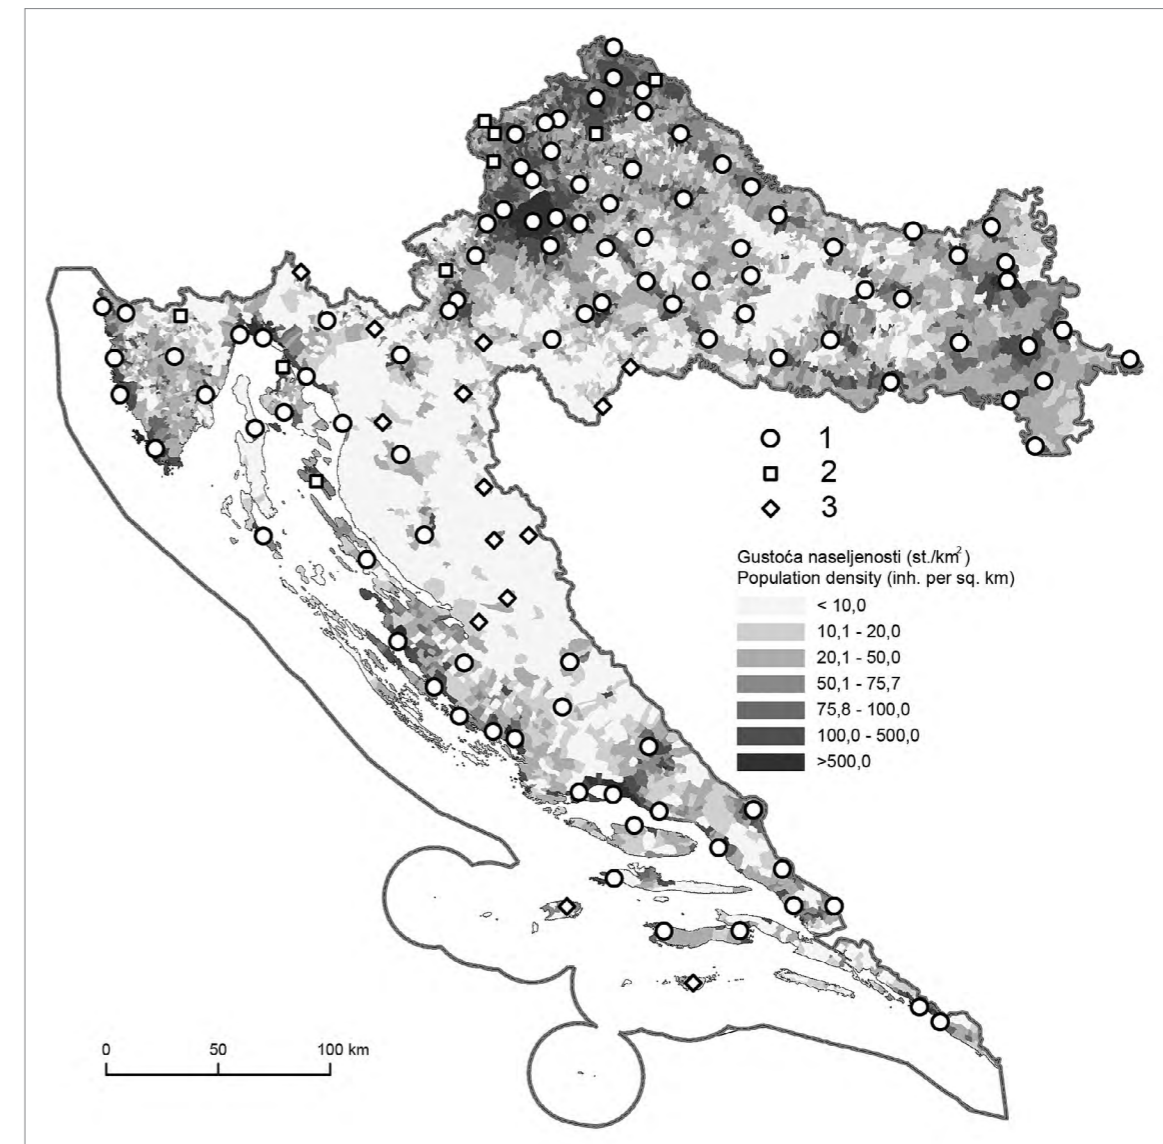 1
2
3
Gustoća naseljenosti (st./km²)
Population density (inh. per sq. km)
< 10,0
10,1 - 20,0
20,1 - 50,0
50,1 - 75,7
75,8 - 100,0
100,0 - 500,0
>500,0
0 50 100 km